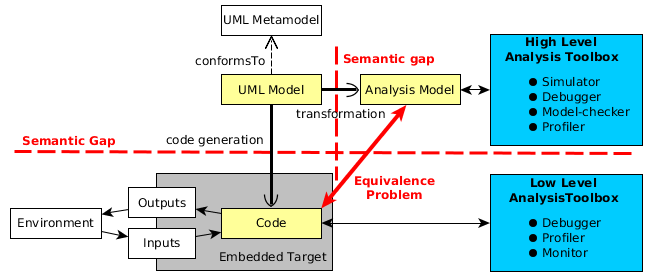 UML Metamodel
conformsTo
Semantic gap
UML Model
Analysis Model
transformation
code generation
Semantic Gap
High Level
Analysis Toolbox
● Simulator
● Debugger
● Model-checker
● Profiler
Equivalence
Problem
Environment
Outputs
Inputs
Code
Embedded Target
Low Level
AnalysisToolbox
● Debugger
● Profiler
● Monitor